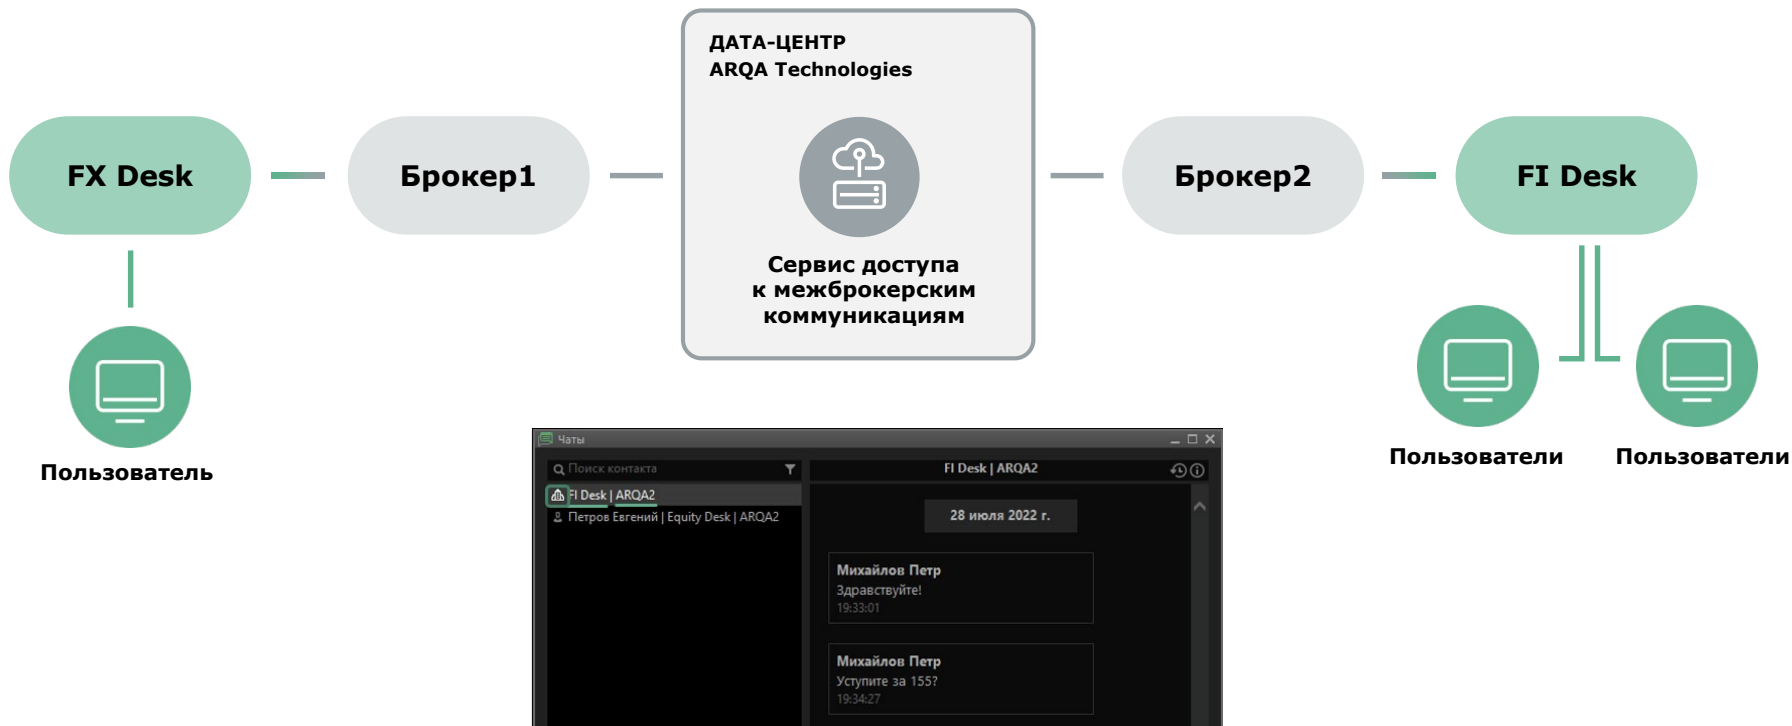 ДАТА-ЦЕНТР
ARQA Technologies
FX Desk
Брокер1
Брокер2
FI Desk
Сервис доступа
к межброкерским
коммуникациям
Пользователь
Пользователи
Пользователи
Чаты
Поиск контакта
FI Desk | ARQA2
FI Desk | ARQA2
Петров Евгений | Equity Desk | ARQA2
28 июля 2022 г.
Михайлов Петр
Здравствуйте!
19:33:01
Михайлов Петр
Уступите за 155?
19:34:27